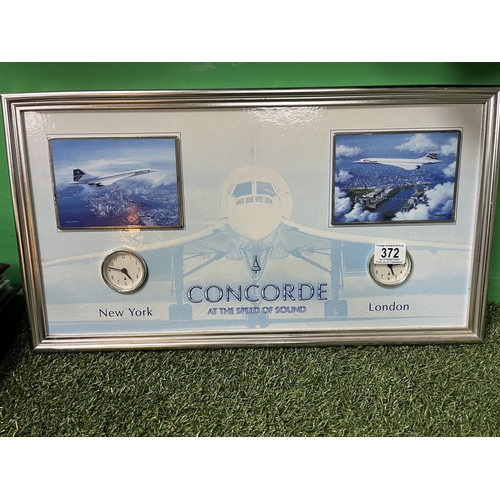 372
New York
CONCORDE
AT THE SPEED OF SOUND
London